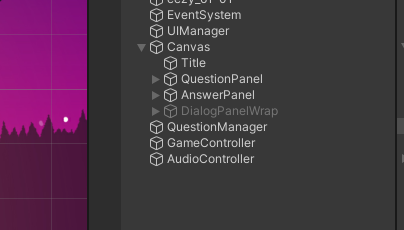 EventSystem
UIManager
Canvas
Title
QuestionPanel
AnswerPanel
DialogPanelWrap
QuestionManager
GameController
AudioController